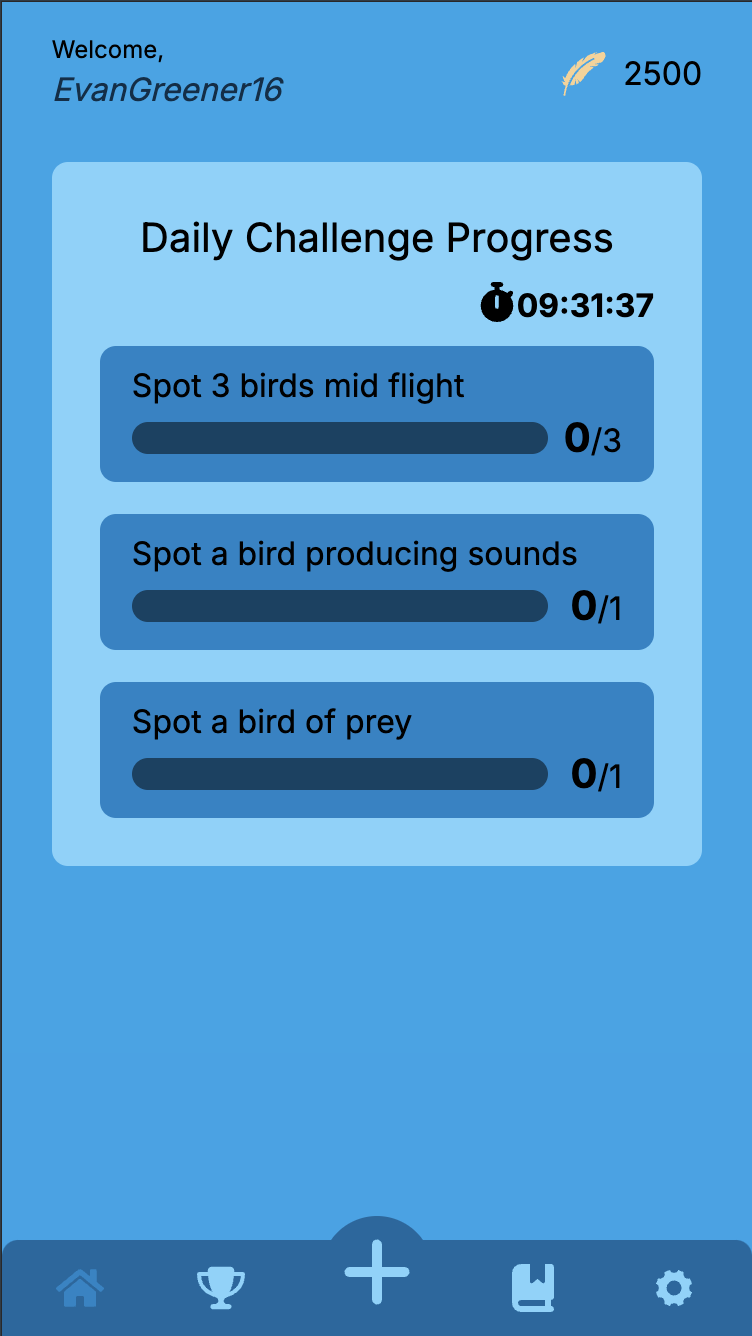 Welcome,
EvanGreener16
2500
Daily Challenge Progress
09:31:37
Spot 3 birds mid flight
0/3
Spot a bird producing sounds
0/1
Spot a bird of prey
0/1